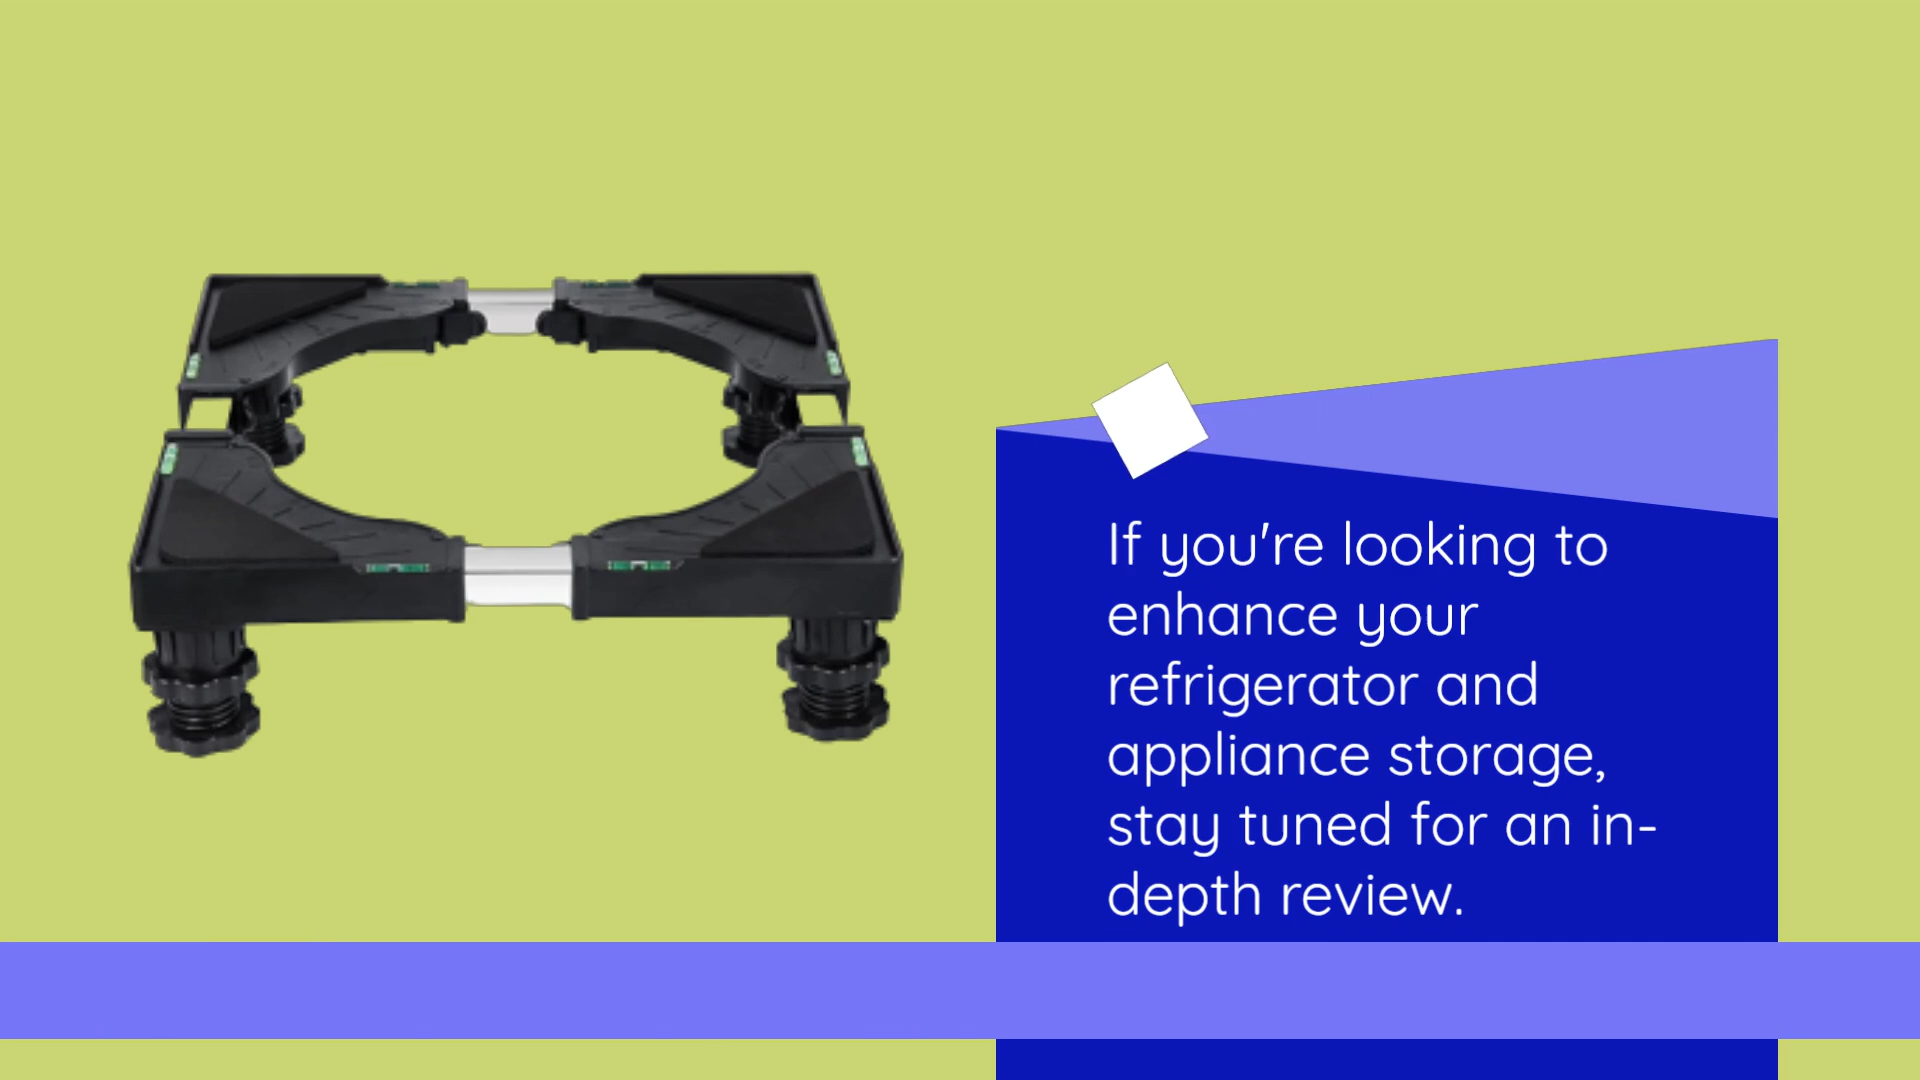 If you're looking to
enhance your
refrigerator and
appliance storage,
stay tuned for an in-
depth review.